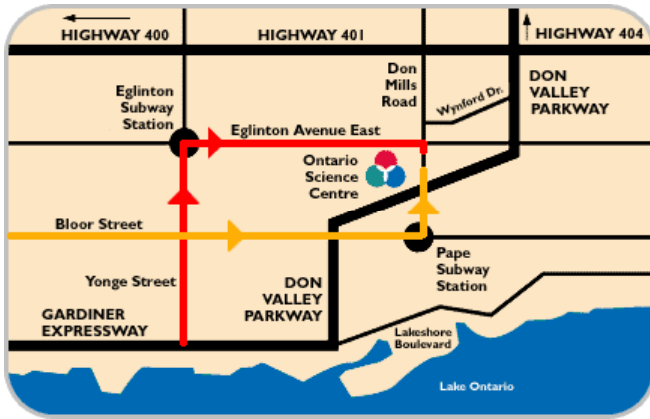 HIGHWAY 400
HIGHWAY 401
HIGHWAY 404
Eglinton
Subway
Station
Don
Mills
Road
Wynford Dr.
DON
VALLEY
PARKWAY
Eglinton Avenue East
Ontario
Science
Centre
Bloor Street
Pape
Subway
Station
Yonge Street
DON
VALLEY
PARKWAY
GARDINER
EXPRESSWAY
Lakeshore
Boulevard
Lake Ontario